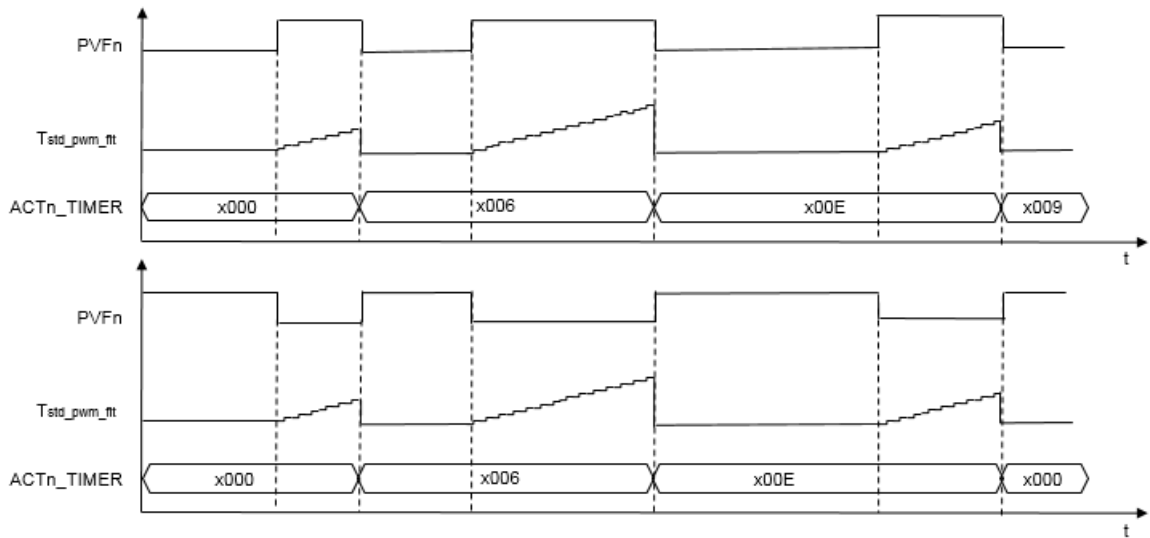 PVFn
Tstd_pwm_flt
ACTn_TIMER x000 x006 x00E x009
t
PVFn
Tstd_pwm_flt
ACTn_TIMER x000 x006 x00E x000
t